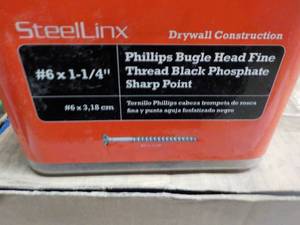 SteelLinx
Drywall Construction
#6 x 1-1/4"
#6 x 3,18 cm
Phillips Bugle Head Fine
Thread Black Phosphate
Sharp Point
Tornillo Phillips cabeza trompeta de rosca
fina y punta aguja fosfatizado negro